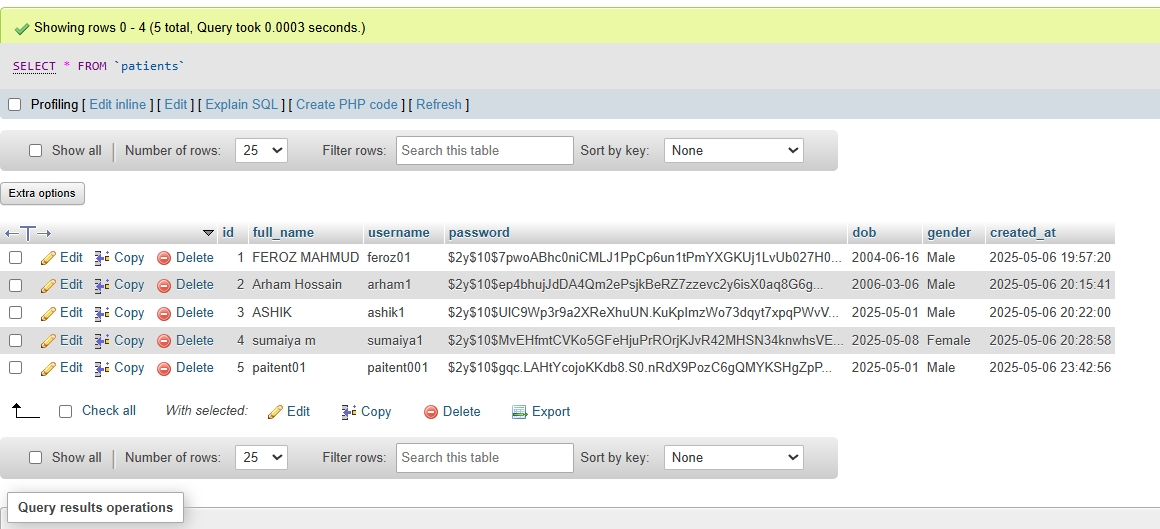 Showing rows 0 - 4 (5 total, Query took 0.0003 seconds.)
SELECT * FROM `patients`
Profiling [ Edit inline ] [ Edit ] [ Explain SQL ] [ Create PHP code ] [ Refresh ]
Show all Number of rows: 25 Filter rows: Search this table Sort by key: None
Extra options
←T→ id full_name username password dob gender created_at
Edit Copy Delete 1 FEROZ MAHMUD feroz01 $2y$10$7pwoABhc0niCMLJ1PpCp6un1tPmYXGKUj1LvUb027H0... 2004-06-16 Male 2025-05-06 19:57:20
Edit Copy Delete 2 Arham Hossain arham1 $2y$10$ep4bhujJdDA4Qm2ePsjkBeRZ7zzevc2y6isX0aq8G6g... 2006-03-06 Male 2025-05-06 20:15:41
Edit Copy Delete 3 ASHIK ashik1 $2y$10$UIC9Wp3r9a2XReXhuUN.KuKpImzWo73dqyt7xpqPWvV... 2025-05-01 Male 2025-05-06 20:22:00
Edit Copy Delete 4 sumaiya m sumaiya1 $2y$10$MvEHfmtCVKo5GFeHjuPrROrjKJvR42MHSN34knwhsVE... 2025-05-08 Female 2025-05-06 20:28:58
Edit Copy Delete 5 paitent01 paitent001 $2y$10$gqc.LAHtYcojoKKdb8.S0.nRdX9PozC6gQMYKSHgZpP... 2025-05-01 Male 2025-05-06 23:42:56
Check all With selected: Edit Copy Delete Export
Show all Number of rows: 25 Filter rows: Search this table Sort by key: None
Query results operations